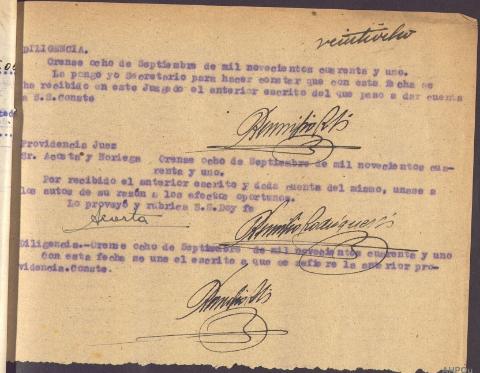 veintiocho
DILIGENCIA.
Orense ocho de Septiembre de mil novecientos cuarenta y uno.
La pongo yo Secretario para hacer constar que con esta fecha se
ha recibido en este Juzgado el anterior escrito del que paso a dar cuenta
a S.S.Conste
Providencia Juez
Sr. Acosta y Noriega Orense ocho de Septiembre de mil novecientos cua-
renta y uno.
Por recibido el anterior escrito y dada cuenta del mismo, unase a
los autos de su razón a los efectos oportunos.
Lo proveyó y rubrica S.S.Doy fe
Acosta
Diligencia.-Orense ocho de Septiembre de mil novecientos cuarenta y uno
Con esta fecha se une el escrito a que se refiere la anterior pro-
videncia.Conste.